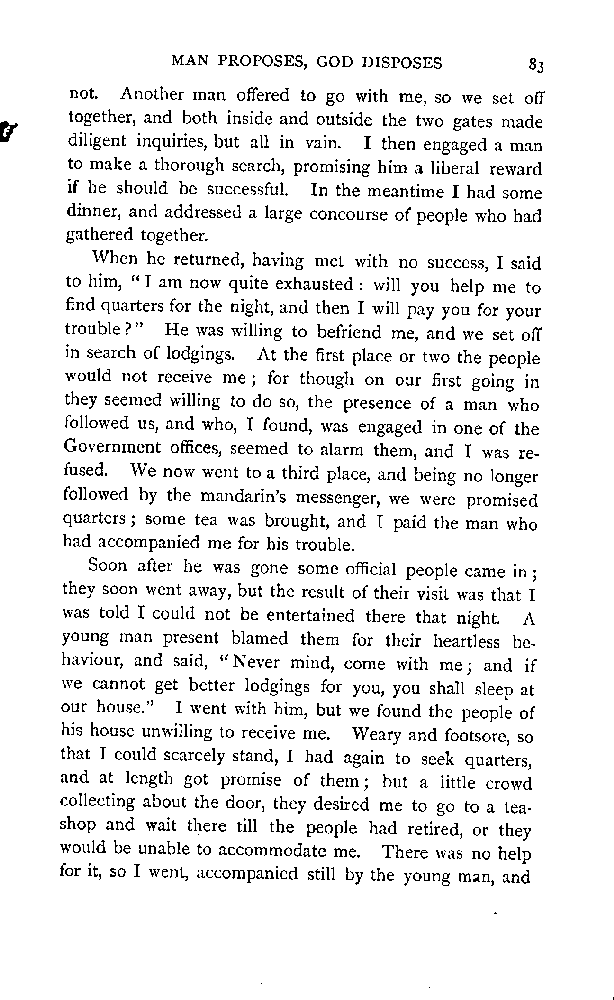 MAN PROPOSES, GOD DISPOSES 83
not. Another man offered to go with me, so we set off
together, and both inside and outside the two gates made
diligent inquiries, but all in vain. I then engaged a man
to make a thorough search, promising him a liberal reward
if he should be successful. In the meantime I had some
dinner, and addressed a large concourse of people who had
gathered together.
When he returned, having met with no success, I said
to him, “I am now quite exhausted : will you help me to
find quarters for the night, and then I will pay you for your
trouble?” He was willing to befriend me, and we set off
in search of lodgings. At the first place or two the people
would not receive me ; for though on our first going in
they seemed willing to do so, the presence of a man who
followed us, and who, I found, was engaged in one of the
Government offices, seemed to alarm them, and I was re-
fused. We now went to a third place, and being no longer
followed by the mandarin's messenger, we were promised
quarters ; some tea was brought, and I paid the man who
had accompanied me for his trouble.
Soon after he was gone some official people came in ;
they soon went away, but the result of their visit was that I
was told I could not be entertained there that night. A
young man present blamed them for their heartless be-
haviour, and said, “Never mind, come with me ; and if
we cannot get better lodgings for you, you shall sleep at
our house.” I went with him, but we found the people of
his house unwilling to receive me. Weary and footsore, so
that I could scarcely stand, I had again to seek quarters,
and at length got promise of them ; but a little crowd
collecting about the door, they desired me to go to a tea-
shop and wait there till the people had retired, or they
would be unable to accommodate me. There was no help
for it, so I went, accompanied still by the young man, and